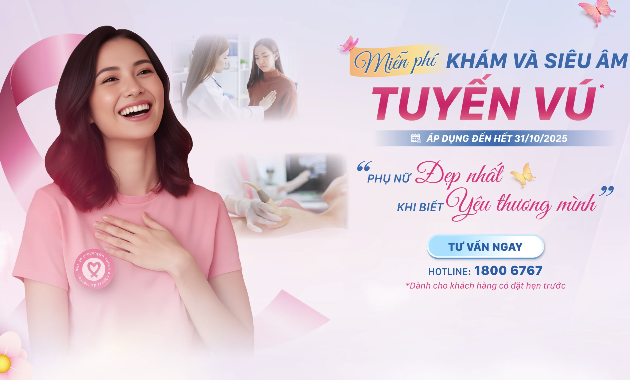 Miễn phí KHÁM VÀ SIÊU ÂM
TUYẾN VÚ*
ÁP DỤNG ĐẾN HẾT 31/10/2025
“PHỤ NỮ Đẹp nhất
KHI BIẾT Yêu thương mình”
TƯ VẤN NGAY
HOTLINE: 1800 6767
*Dành cho khách hàng có đặt hẹn trước